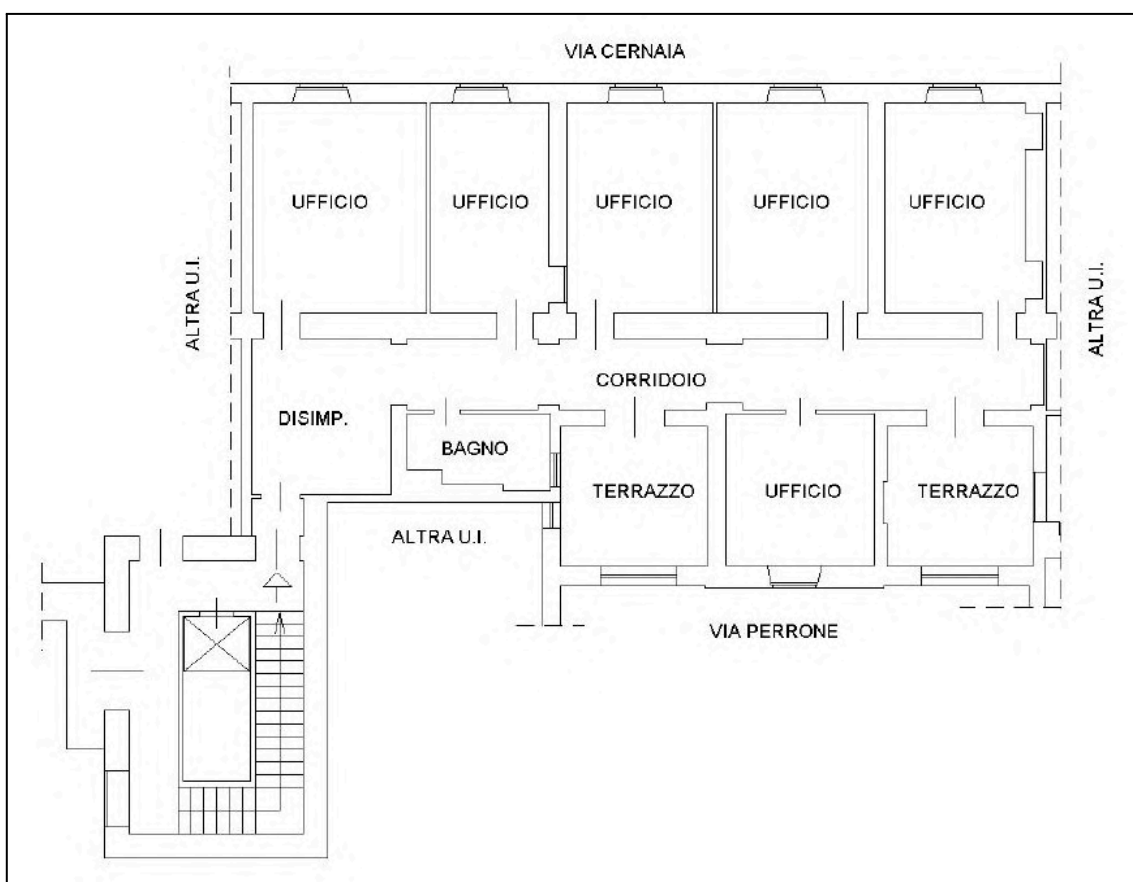 VIA CERNAIA
UFFICIO
UFFICIO
UFFICIO
UFFICIO
UFFICIO
ALTRA U.I.
ALTRA U.I.
CORRIDOIO
DISIMP.
BAGNO
TERRAZZO
UFFICIO
TERRAZZO
ALTRA U.I.
VIA PERRONE